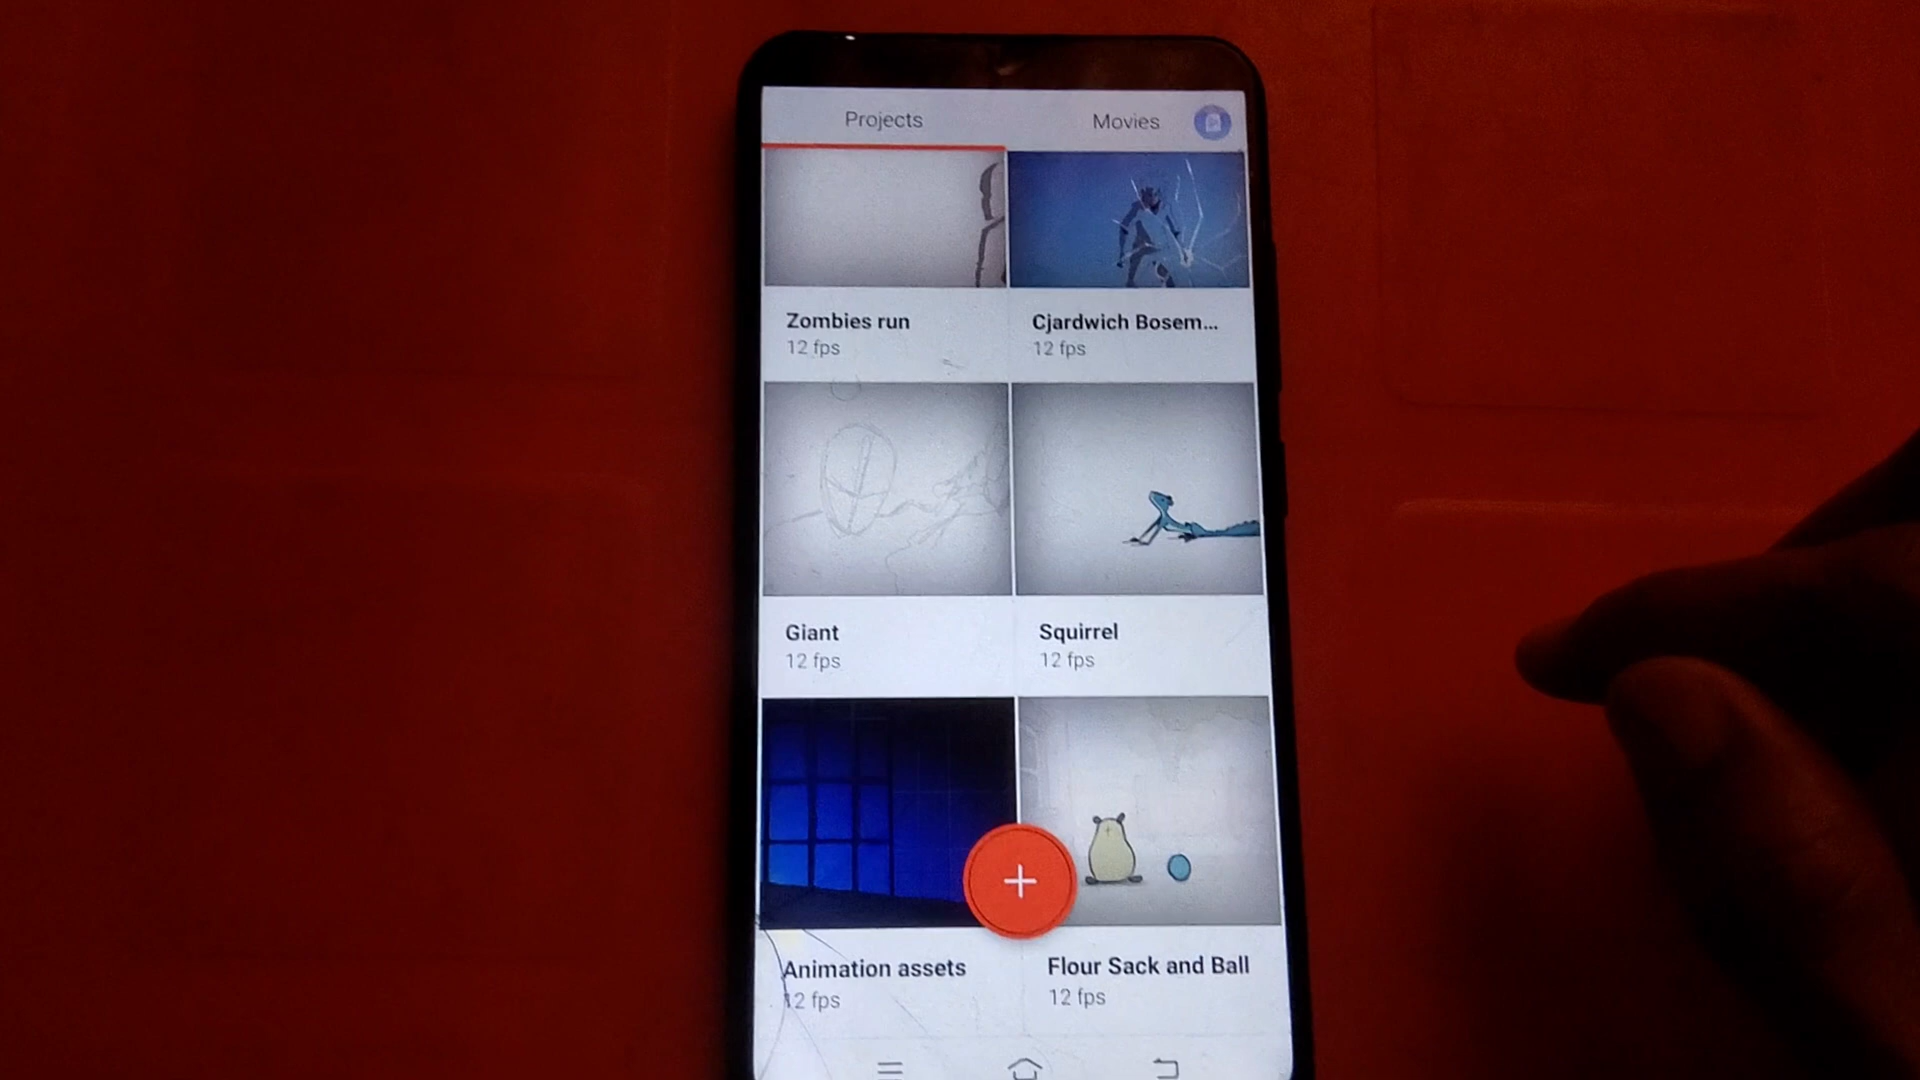 Projects
Movies
Zombies run
12 fps
Cjardwich Bosem...
12 fps
Giant
12 fps
Squirrel
12 fps
Animation assets
12 fps
Flour Sack and Ball
12 fps